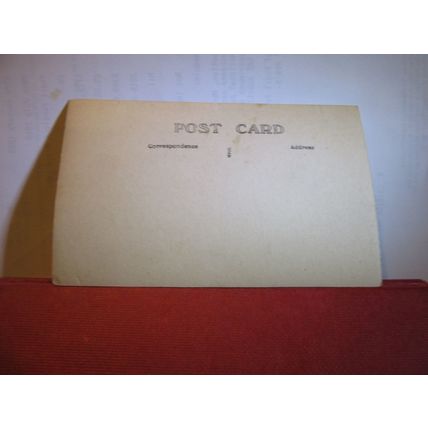 POST CARD
Correspondence Address